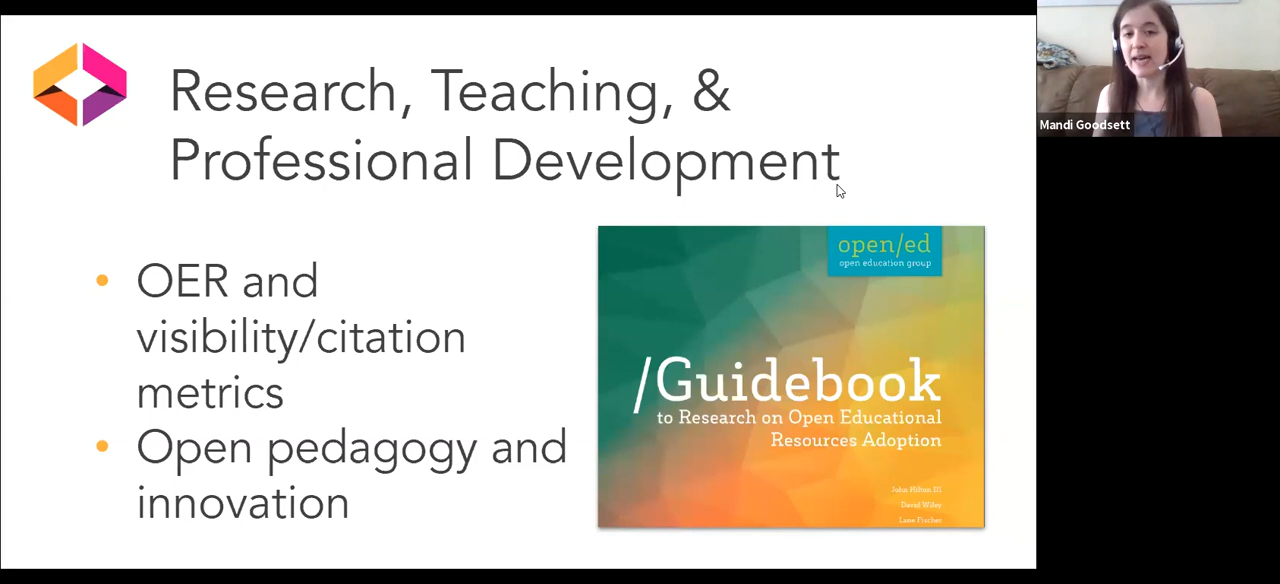 Research, Teaching, &
Professional Development
• OER and
visibility/citation
metrics
• Open pedagogy and
innovation
open/ed
open education group
/Guidebook
to Research on Open Educational
Resources Adoption
John Hilton III
David Wiley
Lane Fischer
Mandi Goodsett